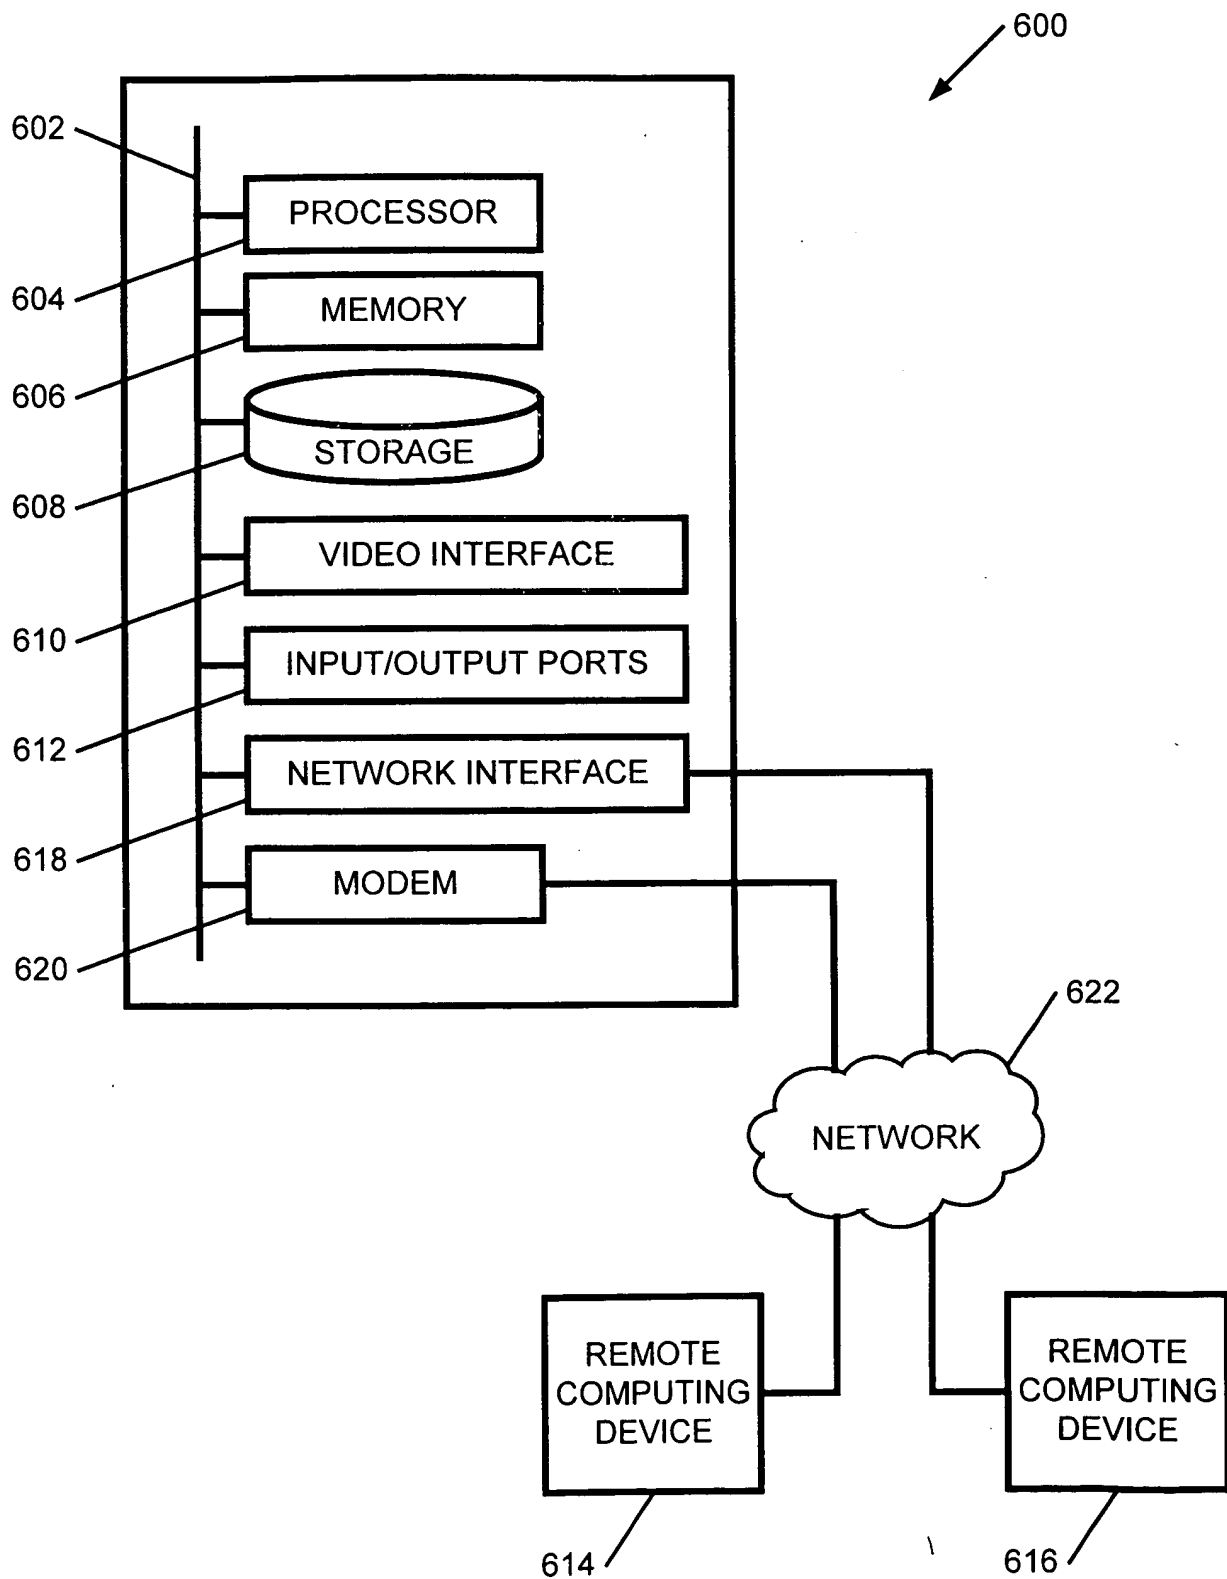 600
602
PROCESSOR
604
MEMORY
606
STORAGE
608
VIDEO INTERFACE
610
INPUT/OUTPUT PORTS
612
NETWORK INTERFACE
618
MODEM
620
622
NETWORK
REMOTE
COMPUTING
DEVICE
614
REMOTE
COMPUTING
DEVICE
616